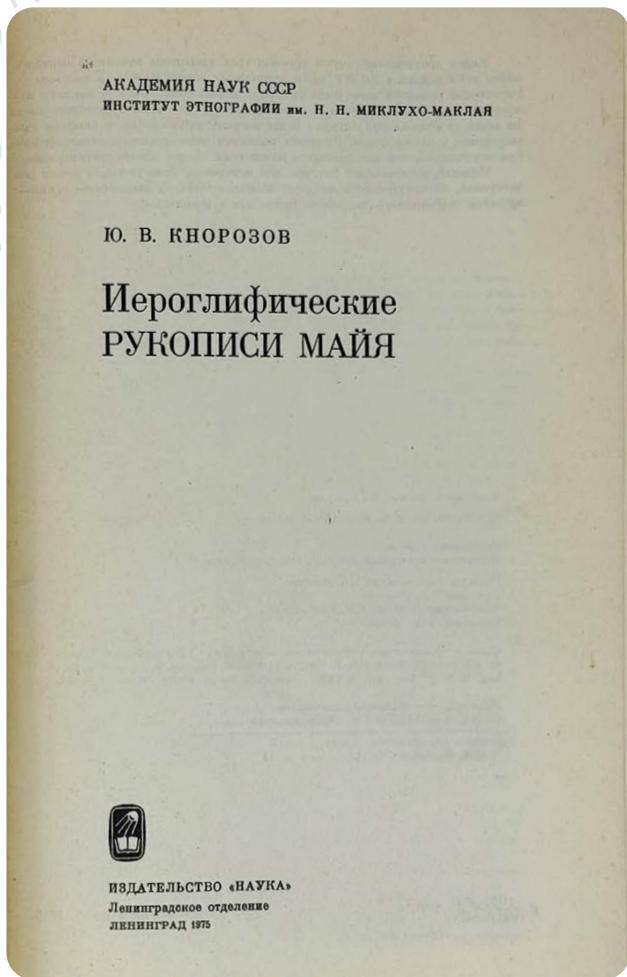 АКАДЕМИЯ НАУК СССР
ИНСТИТУТ ЭТНОГРАФИИ им. Н. Н. МИКЛУХО-МАКЛАЯ
Ю. В. КНОРОЗОВ
Иероглифические
РУКОПИСИ МАЙЯ
ИЗДАТЕЛЬСТВО «НАУКА»
Ленинградское отделение
ЛЕНИНГРАД 1975